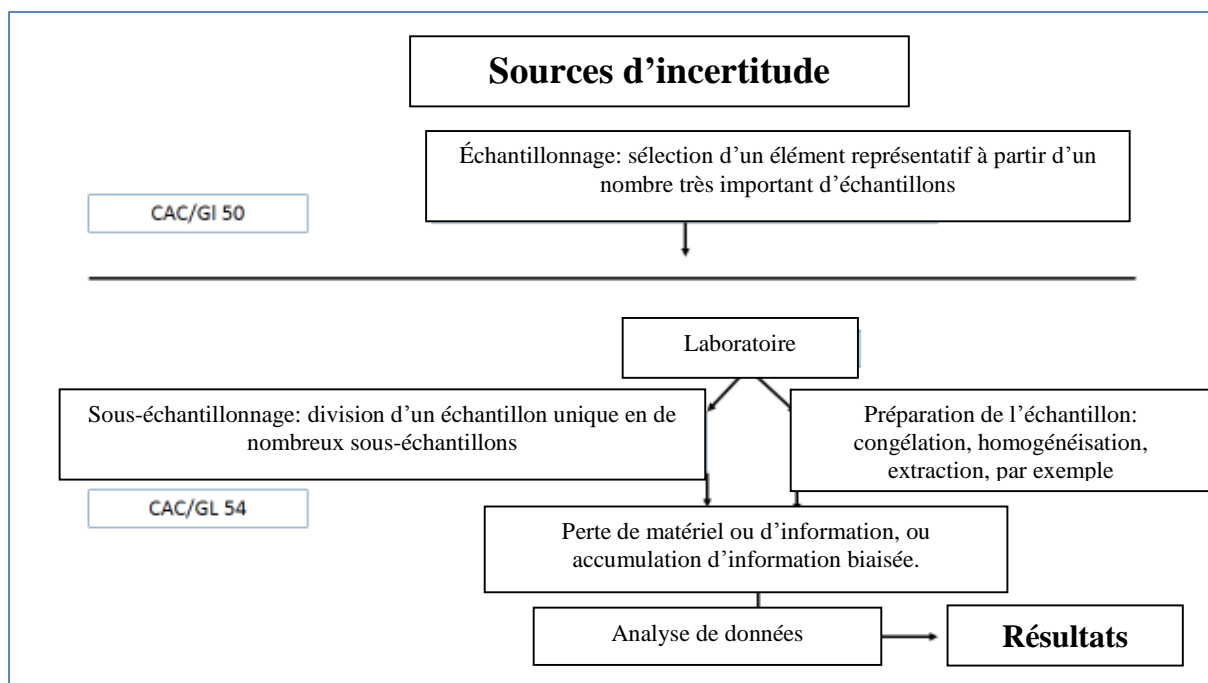 Sources d’incertitude
Échantillonnage: sélection d’un élément représentatif à partir d’un
nombre très important d’échantillons
CAC/Gl 50
Laboratoire
Sous-échantillonnage: division d’un échantillon unique en de
nombreux sous-échantillons
Préparation de l’échantillon:
congélation, homogénéisation,
extraction, par exemple
CAC/GL 54
Perte de matériel ou d’information, ou
accumulation d’information biaisée.
Analyse de données
Résultats